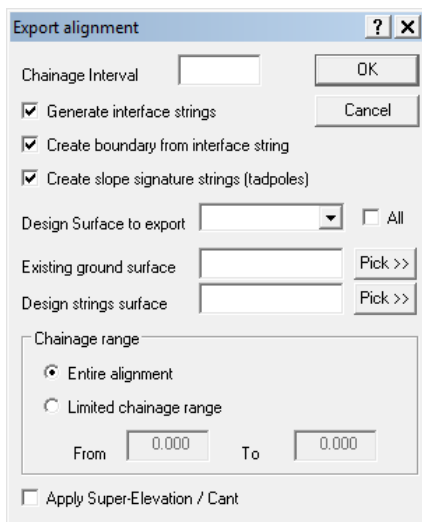 Export alignment ? X
Chainage Interval OK
Generate interface strings Cancel
Create boundary from interface string
Create slope signature strings (tadpoles)
Design Surface to export All
Existing ground surface Pick >>
Design strings surface Pick >>
Chainage range
Entire alignment
Limited chainage range
From 0.000 To 0.000
Apply Super-Elevation / Cant